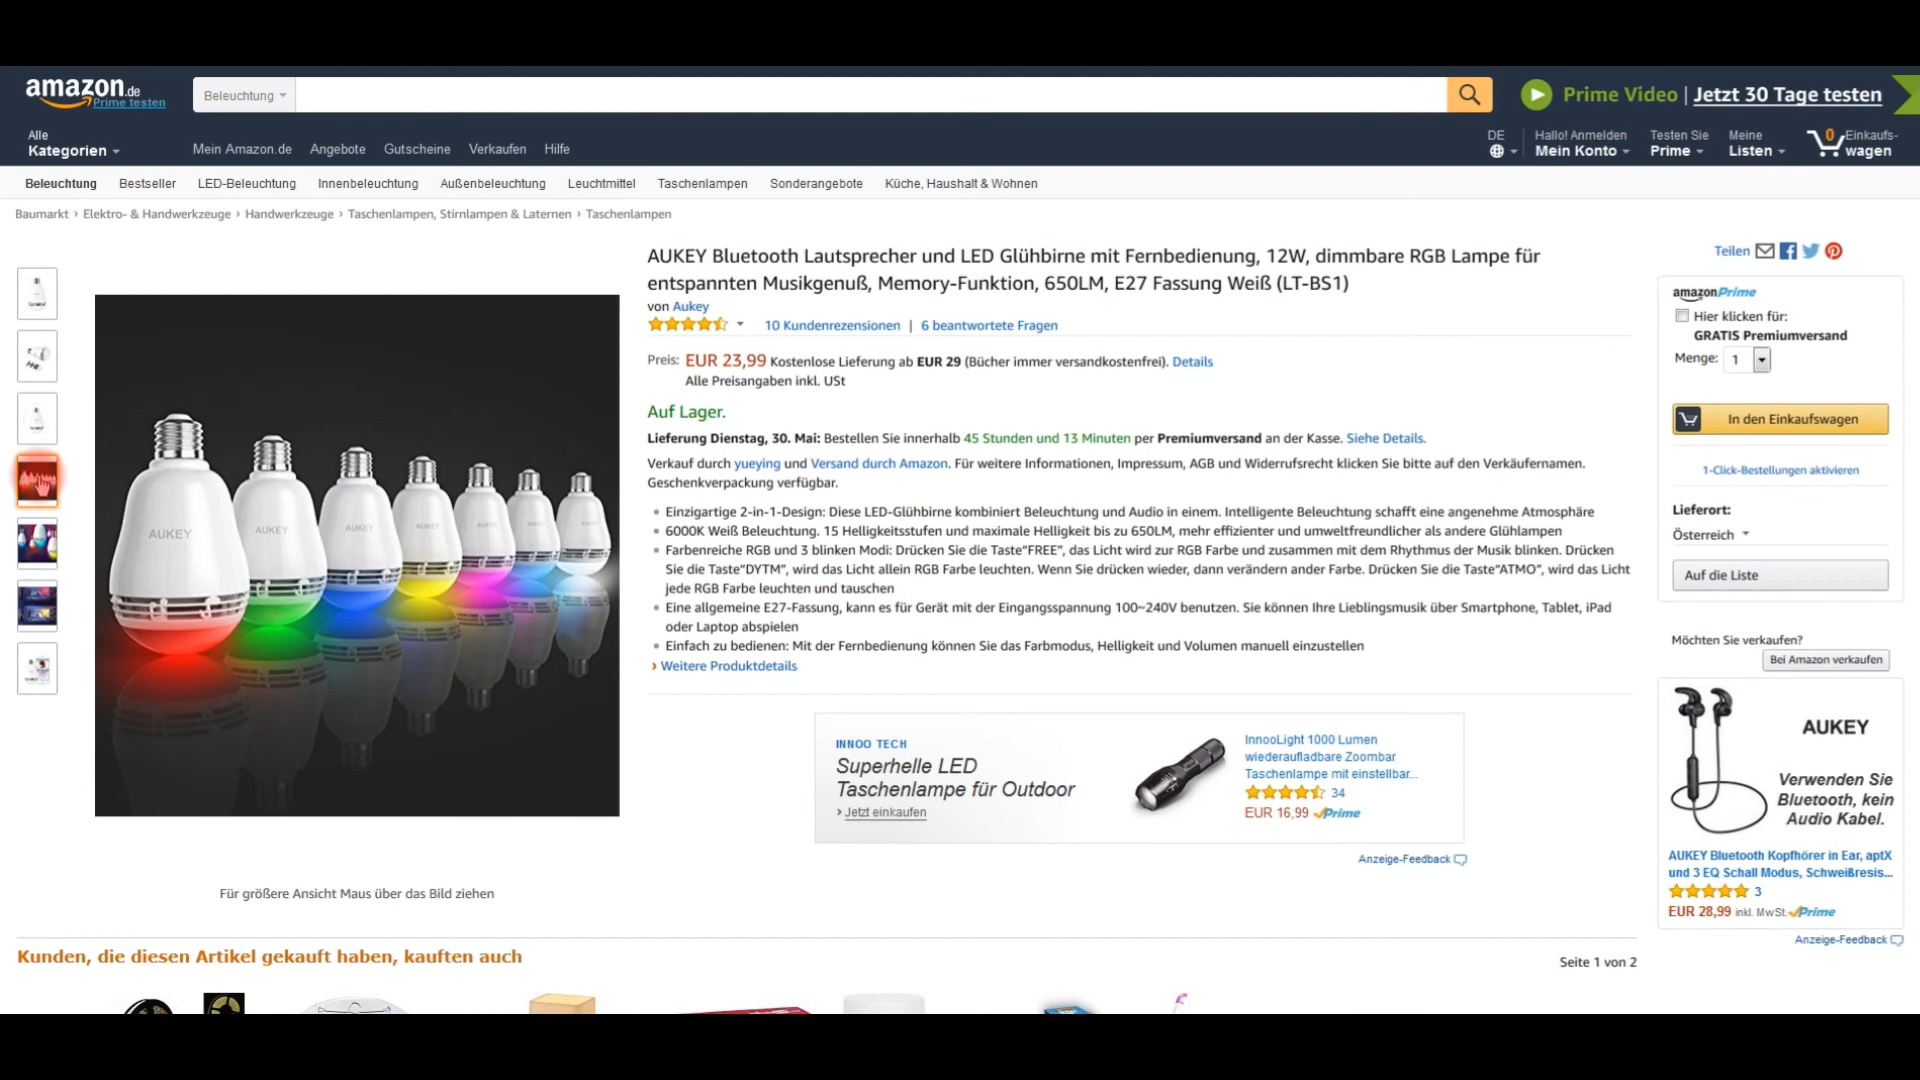 amazon.de
Prime testen
Beleuchtung
Prime Video | Jetzt 30 Tage testen
Alle
Kategorien
Mein Amazon.de Angebote Gutscheine Verkaufen Hilfe
DE
Hallo! Anmelden
Mein Konto
Testen Sie
Prime
Meine
Listen
0
Einkaufs-
wagen
Beleuchtung Bestseller LED-Beleuchtung Innenbeleuchtung Außenbeleuchtung Leuchtmittel Taschenlampen Sonderangebote Küche, Haushalt & Wohnen
Baumarkt › Elektro- & Handwerkzeuge › Handwerkzeuge › Taschenlampen, Stirnlampen & Laternen › Taschenlampen
AUKEY
AUKEY
AUKEY
AUKEY
Für größere Ansicht Maus über das Bild ziehen
AUKEY Bluetooth Lautsprecher und LED Glühbirne mit Fernbedienung, 12W, dimmbare RGB Lampe für
entspannten Musikgenuß, Memory-Funktion, 650LM, E27 Fassung Weiß (LT-BS1)
von Aukey
10 Kundenrezensionen | 6 beantwortete Fragen
Preis: EUR 23,99 Kostenlose Lieferung ab EUR 29 (Bücher immer versandkostenfrei). Details
Alle Preisangaben inkl. USt
Auf Lager.
Lieferung Dienstag, 30. Mai: Bestellen Sie innerhalb 45 Stunden und 13 Minuten per Premiumversand an der Kasse. Siehe Details.
Verkauf durch yueying und Versand durch Amazon. Für weitere Informationen, Impressum, AGB und Widerrufsrecht klicken Sie bitte auf den Verkäufernamen.
Geschenkverpackung verfügbar.
• Einzigartige 2-in-1-Design: Diese LED-Glühbirne kombiniert Beleuchtung und Audio in einem. Intelligente Beleuchtung schafft eine angenehme Atmosphäre
• 6000K Weiß Beleuchtung. 15 Helligkeitsstufen und maximale Helligkeit bis zu 650LM, mehr effizienter und umweltfreundlicher als andere Glühlampen
• Farbenreiche RGB und 3 blinken Modi: Drücken Sie die Taste"FREE", das Licht wird zur RGB Farbe und zusammen mit dem Rhythmus der Musik blinken. Drücken
Sie die Taste"DYTM", wird das Licht allein RGB Farbe leuchten. Wenn Sie drücken wieder, dann verändern ander Farbe. Drücken Sie die Taste"ATMO", wird das Licht
jede RGB Farbe leuchten und tauschen
• Eine allgemeine E27-Fassung, kann es für Gerät mit der Eingangsspannung 100~240V benutzen. Sie können Ihre Lieblingsmusik über Smartphone, Tablet, iPad
oder Laptop abspielen
• Einfach zu bedienen: Mit der Fernbedienung können Sie das Farbmodus, Helligkeit und Volumen manuell einzustellen
› Weitere Produktdetails
INNOO TECH
Superhelle LED
Taschenlampe für Outdoor
› Jetzt einkaufen
InnooLight 1000 Lumen
wiederaufladbare Zoombar
Taschenlampe mit einstellbar...
34
EUR 16,99 Prime
Anzeige-Feedback
Teilen
amazonPrime
Hier klicken für:
GRATIS Premiumversand
Menge: 1
In den Einkaufswagen
1-Click-Bestellungen aktivieren
Lieferort:
Österreich
Auf die Liste
Möchten Sie verkaufen?
Bei Amazon verkaufen
AUKEY
Verwenden Sie
Bluetooth, kein
Audio Kabel.
AUKEY Bluetooth Kopfhörer in Ear, aptX
und 3 EQ Schall Modus, Schweißresis...
3
EUR 28,99 inkl. MwSt. Prime
Anzeige-Feedback
Kunden, die diesen Artikel gekauft haben, kauften auch
Seite 1 von 2